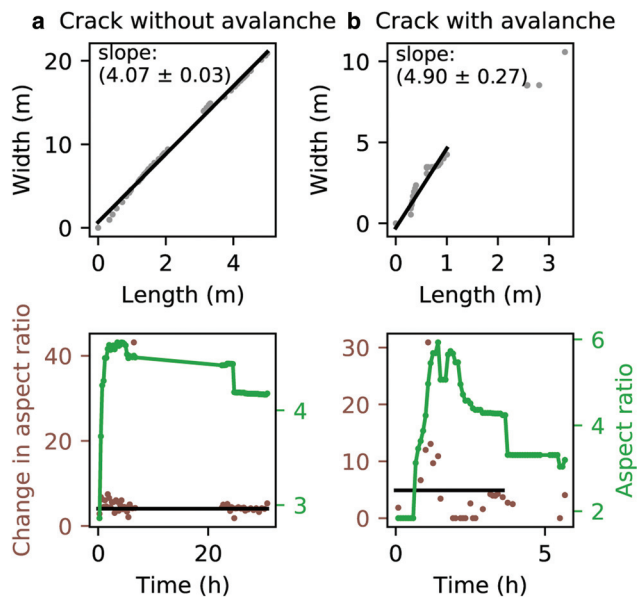 a Crack without avalanche
b Crack with avalanche
slope:
(4.07 ± 0.03)
slope:
(4.90 ± 0.27)
Width (m)
20
10
0
0 2 4
Length (m)
Width (m)
10
5
0
0 1 2 3
Length (m)
Change in aspect ratio
40
20
0
4
3
0 20
Time (h)
30
20
10
0
6
4
2
Aspect ratio
0 5
Time (h)